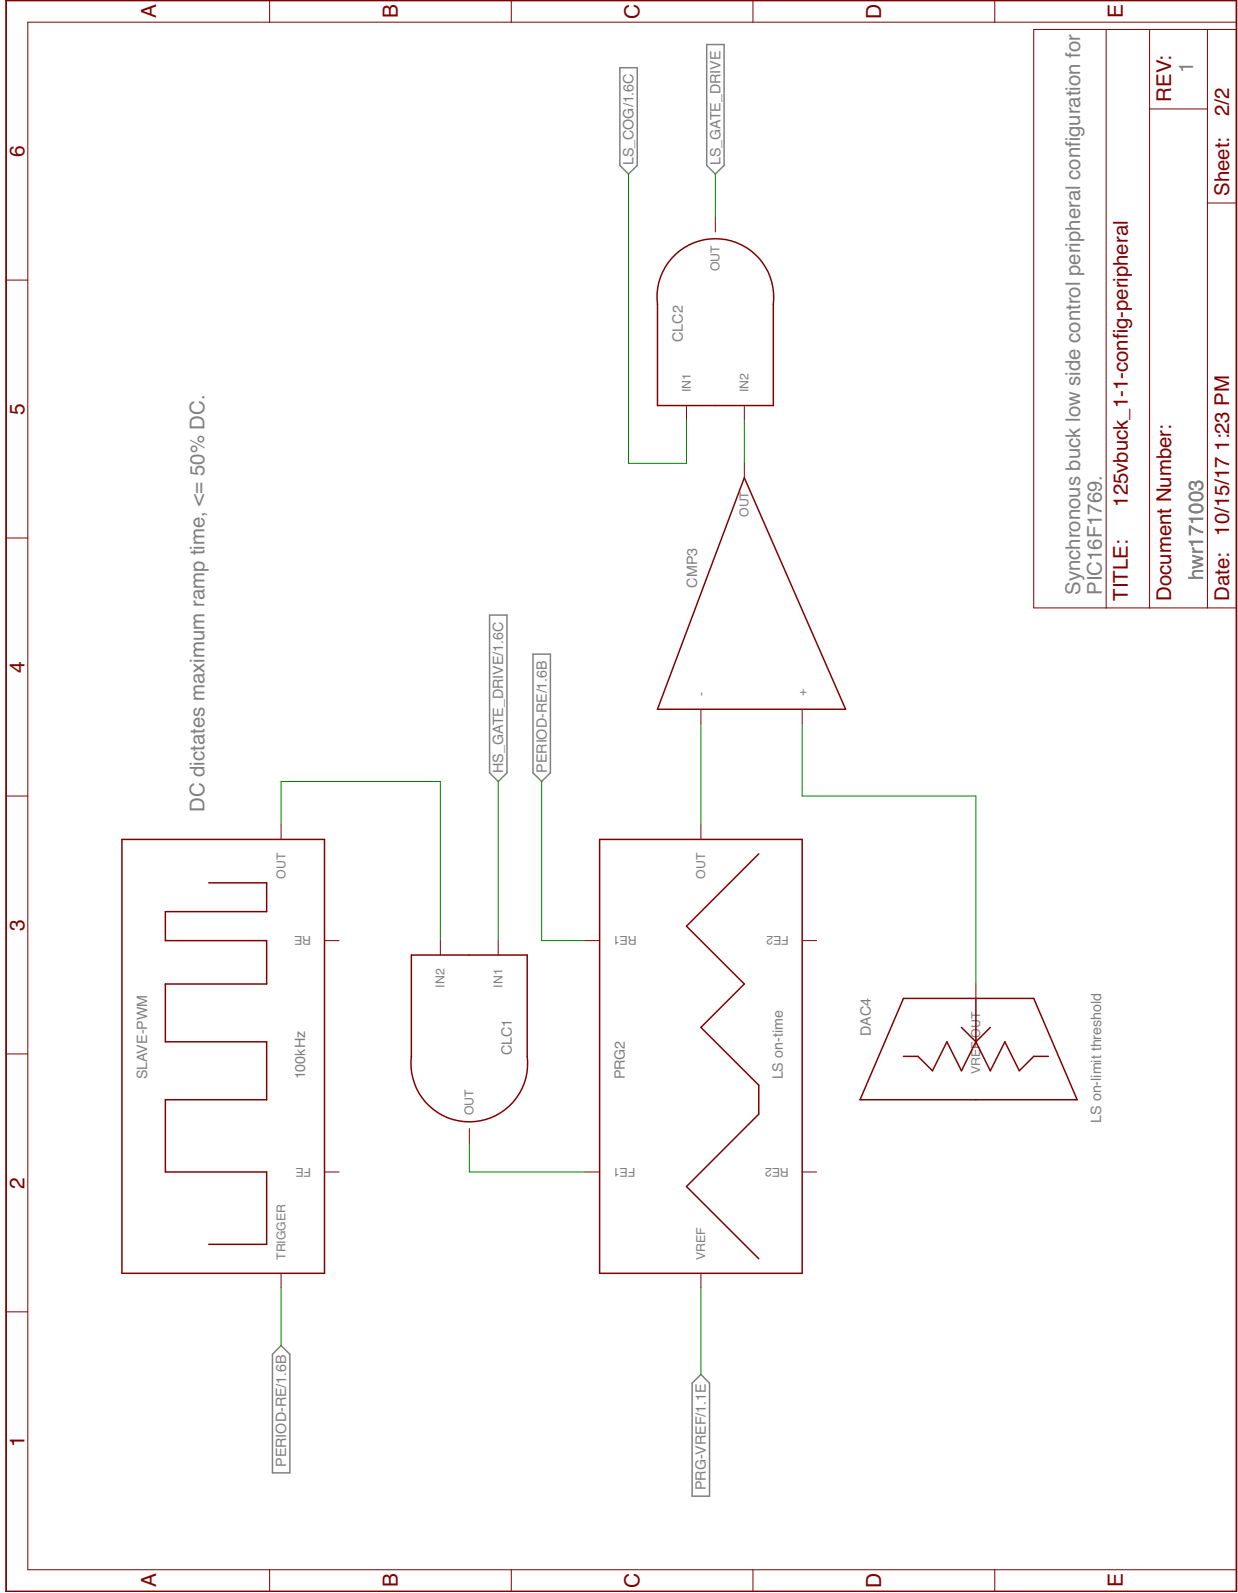 1
2
3
4
5
6
A
A
B
B
C
C
D
D
E
E
DC dictates maximum ramp time, <= 50% DC.
SLAVE-PWM
100kHz
TRIGGER
FE
RE
OUT
PERIOD-RE/1.6B
HS_GATE_DRIVE/1.6C
PERIOD-RE/1.6B
IN2
IN1
CLC1
OUT
PRG-VREF/1.1E
PRG2
VREF
FE1
RE1
OUT
LS on-time
RE2
FE2
DAC4
VREF OUT
LS on-limit threshold
CMP3
-
+
OUT
LS_COG/1.6C
CLC2
IN1
IN2
OUT
LS_GATE_DRIVE
Synchronous buck low side control peripheral configuration for
PIC16F1769.
TITLE: 125vbuck_1-1-config-peripheral
Document Number:
hwr171003
REV:
1
Date: 10/15/17 1:23 PM
Sheet: 2/2